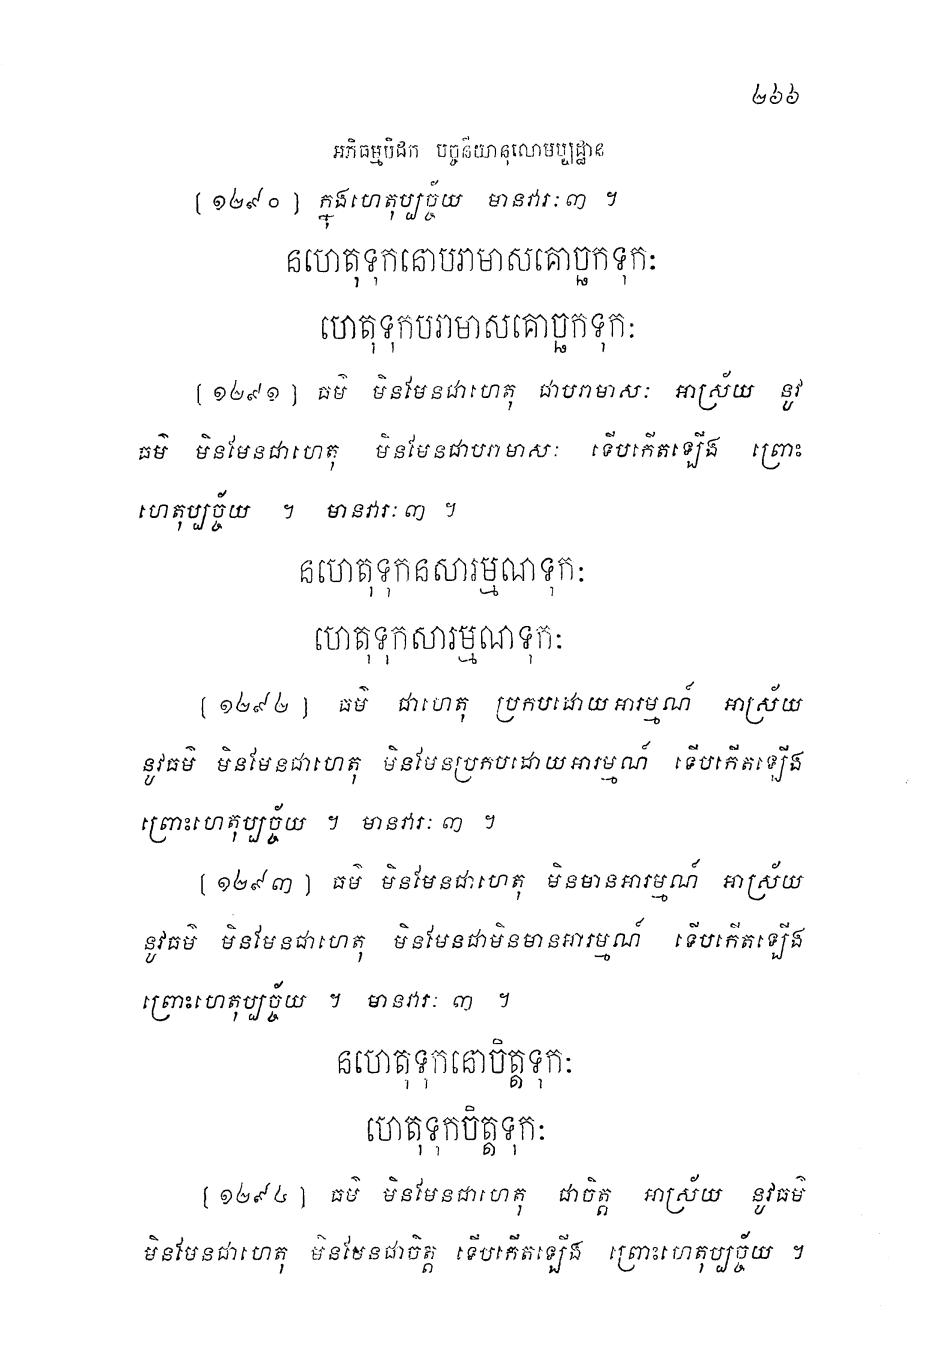 ២៦៦
អភិធម្មបិដក បច្ចនីយានុលោមប្បដ្ឋាន
[១២៩០] ក្នុងហេតុប្បច្ច័យ មានវារៈ ៣ ។
នហេតុទុកនោបរាមាសគោច្ឆកទុកៈ
ហេតុទុកបរាមាសគោច្ឆកទុកៈ
[១២៩១] ធម៌ មិនមែនជាហេតុ ជាបរាមាសៈ អាស្រ័យ នូវ
ធម៌ មិនមែនជាហេតុ មិនមែនជាបរាមាសៈ ទើបកើតឡើង ព្រោះ
ហេតុប្បច្ច័យ ។ មានវារៈ ៣ ។
នហេតុទុកនសារម្មណទុកៈ
ហេតុទុកសារម្មណទុកៈ
[១២៩២] ធម៌ ជាហេតុ ប្រកបដោយអារម្មណ៍ អាស្រ័យ
នូវធម៌ មិនមែនជាហេតុ មិនមែនប្រកបដោយអារម្មណ៍ ទើបកើតឡើង
ព្រោះហេតុប្បច្ច័យ ។ មានវារៈ ៣ ។
[១២៩៣] ធម៌ មិនមែនជាហេតុ មិនមានអារម្មណ៍ អាស្រ័យ
នូវធម៌ មិនមែនជាហេតុ មិនមែនជាមិនមានអារម្មណ៍ ទើបកើតឡើង
ព្រោះហេតុប្បច្ច័យ ។ មានវារៈ ៣ ។
នហេតុទុកនោចិត្តទុកៈ
ហេតុទុកចិត្តទុកៈ
[១២៩៤] ធម៌ មិនមែនជាហេតុ ជាចិត្ត អាស្រ័យ នូវធម៌
មិនមែនជាហេតុ មិនមែនជាចិត្ត ទើបកើតឡើង ព្រោះហេតុប្បច្ច័យ ។